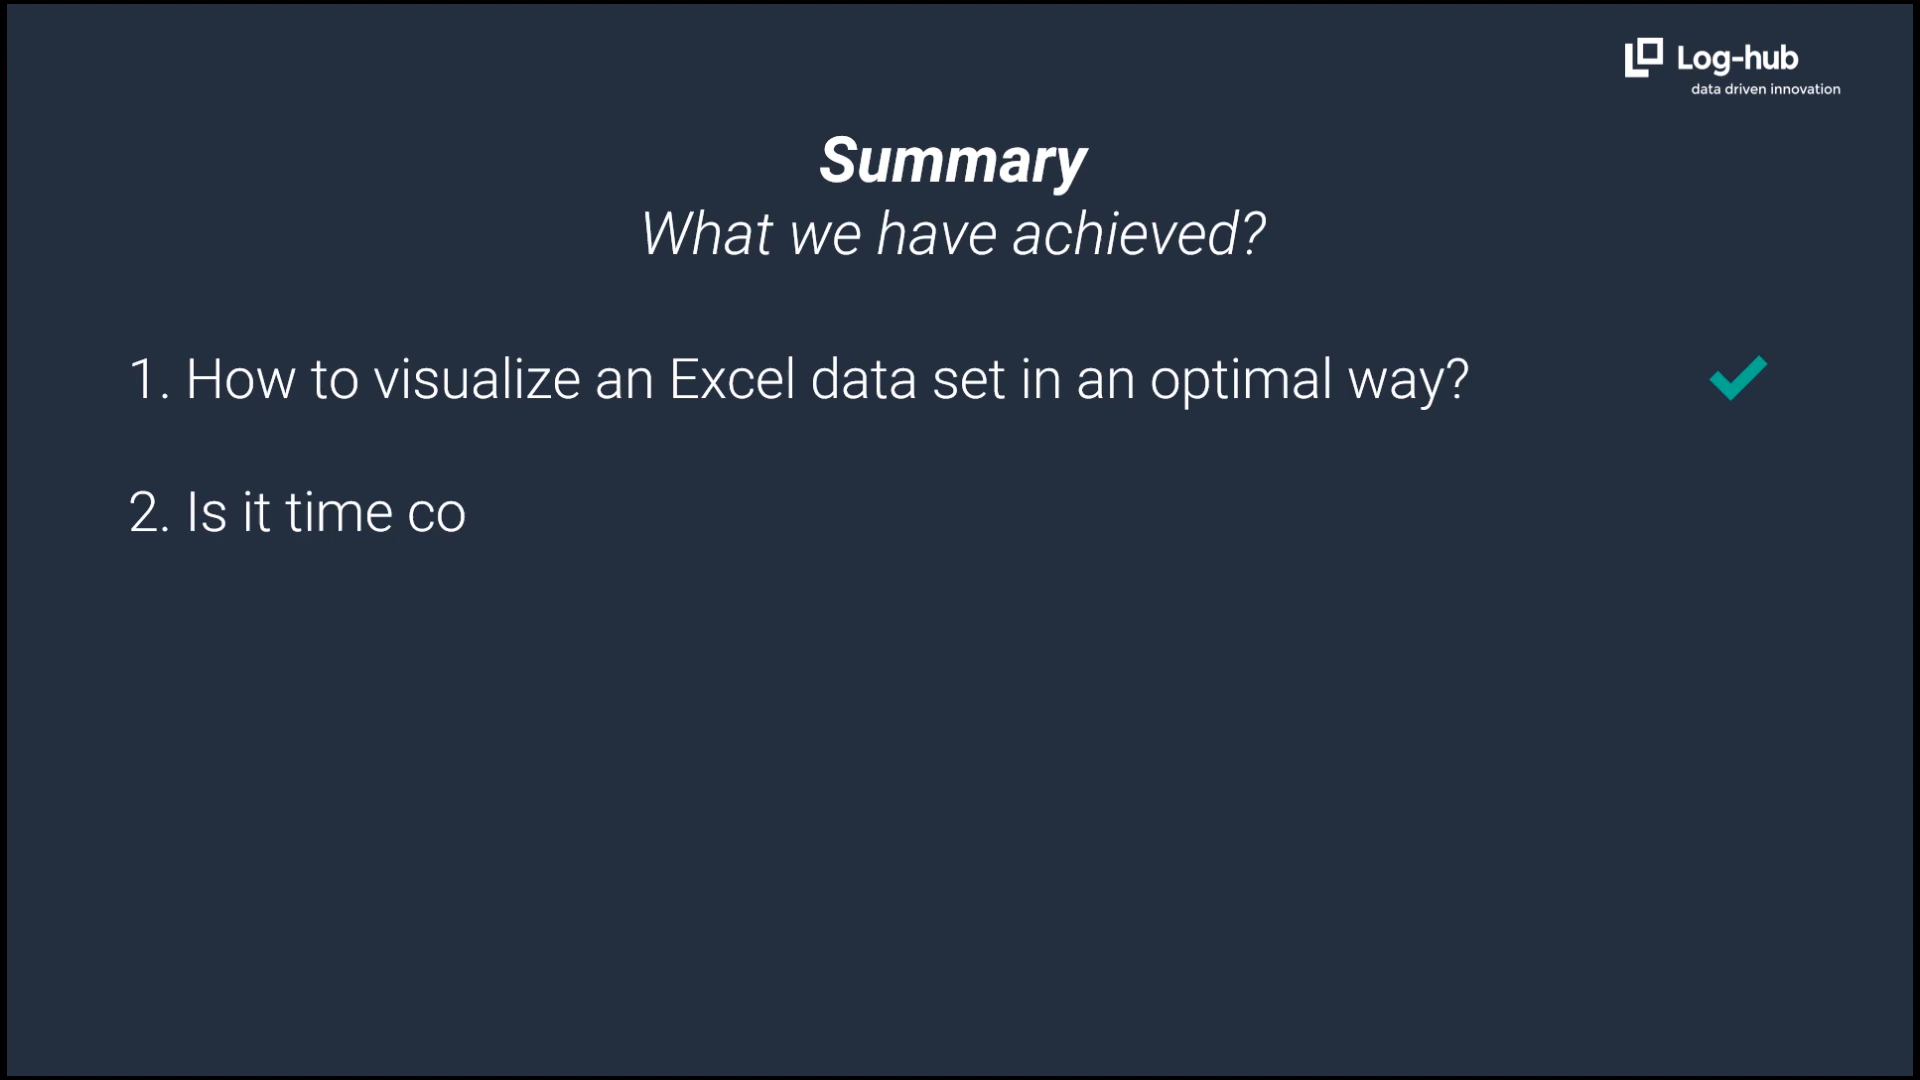 Log-hub
data driven innovation
Summary
What we have achieved?
1. How to visualize an Excel data set in an optimal way?
2. Is it time co